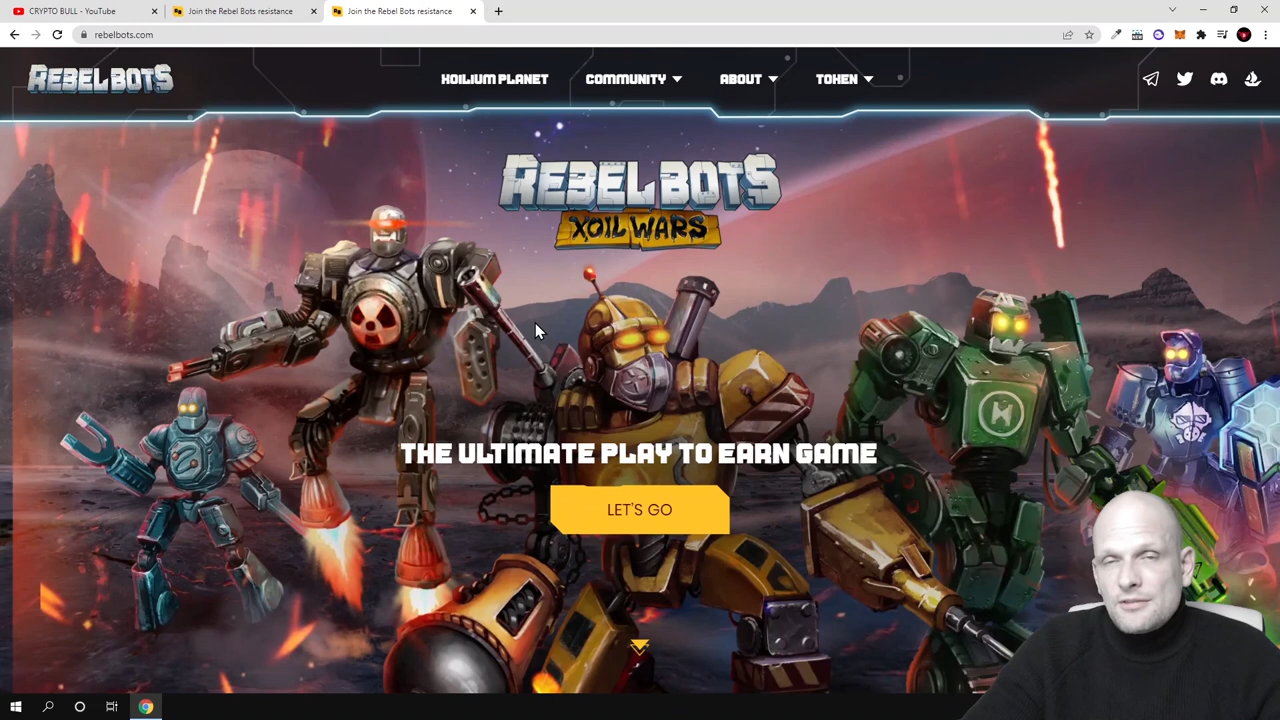 CRYPTO BULL - YouTube
Join the Rebel Bots resistance
Join the Rebel Bots resistance
rebelbots.com
REBEL BOTS
XOILIUM PLANET
COMMUNITY
ABOUT
TOKEN
REBEL BOTS
XOIL WARS
THE ULTIMATE PLAY TO EARN GAME
LET'S GO